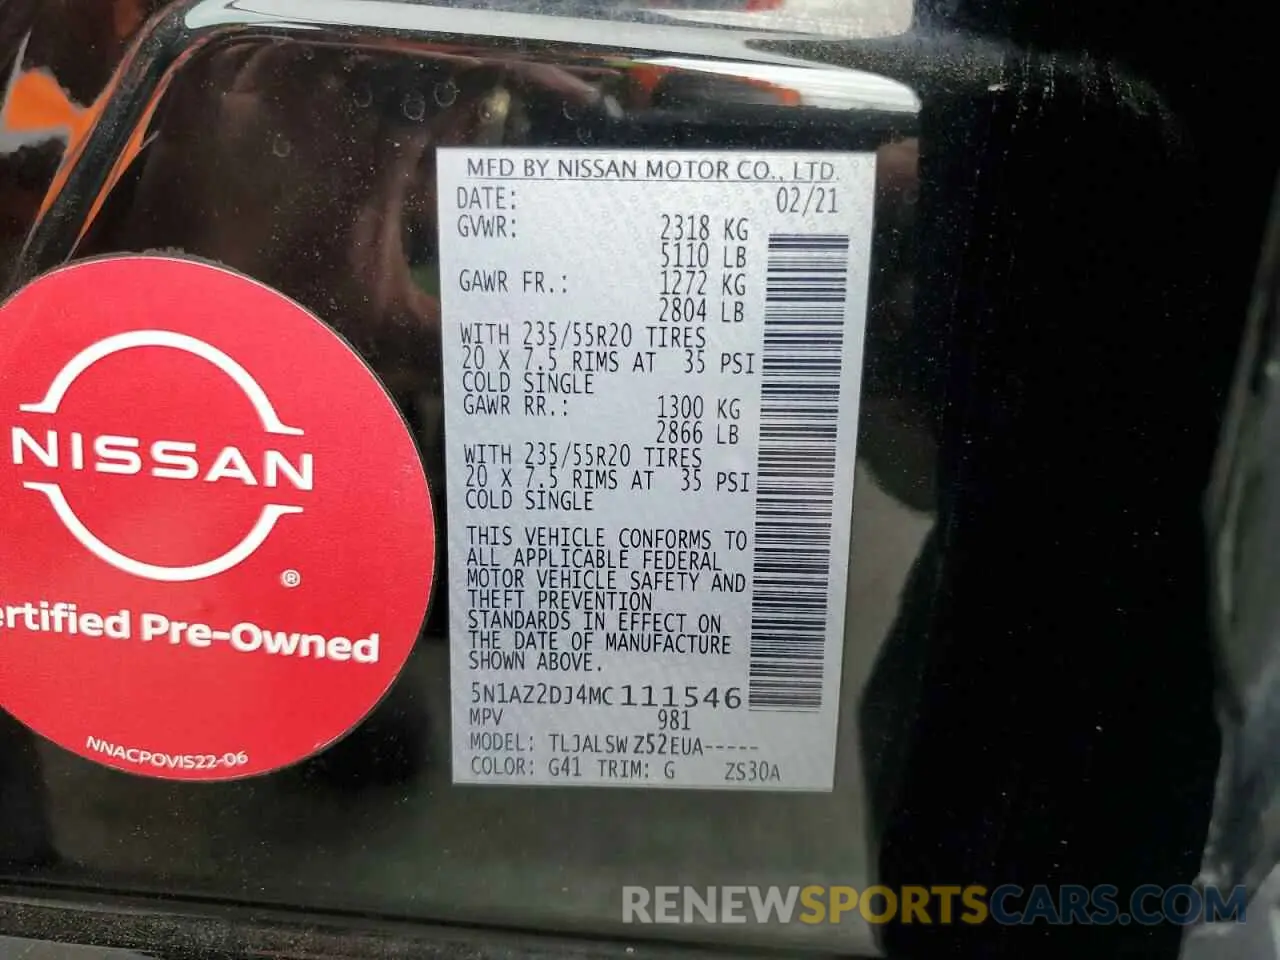 MFD BY NISSAN MOTOR CO., LTD.
DATE: 02/21
GVWR: 2318 KG
5110 LB
GAWR FR.: 1272 KG
2804 LB
WITH 235/55R20 TIRES
20 X 7.5 RIMS AT 35 PSI
COLD SINGLE
GAWR RR.: 1300 KG
2866 LB
WITH 235/55R20 TIRES
20 X 7.5 RIMS AT 35 PSI
COLD SINGLE
THIS VEHICLE CONFORMS TO
ALL APPLICABLE FEDERAL
MOTOR VEHICLE SAFETY AND
THEFT PREVENTION
STANDARDS IN EFFECT ON
THE DATE OF MANUFACTURE
SHOWN ABOVE.
5N1AZ2DJ4MC111546
MPV 981
MODEL: TLJALSWZ52EUA-----
COLOR: G41 TRIM: G ZS30A
NISSAN
®
ertified Pre-Owned
NNACPOVIS22-06
RENEWSPORTSCARS.COM